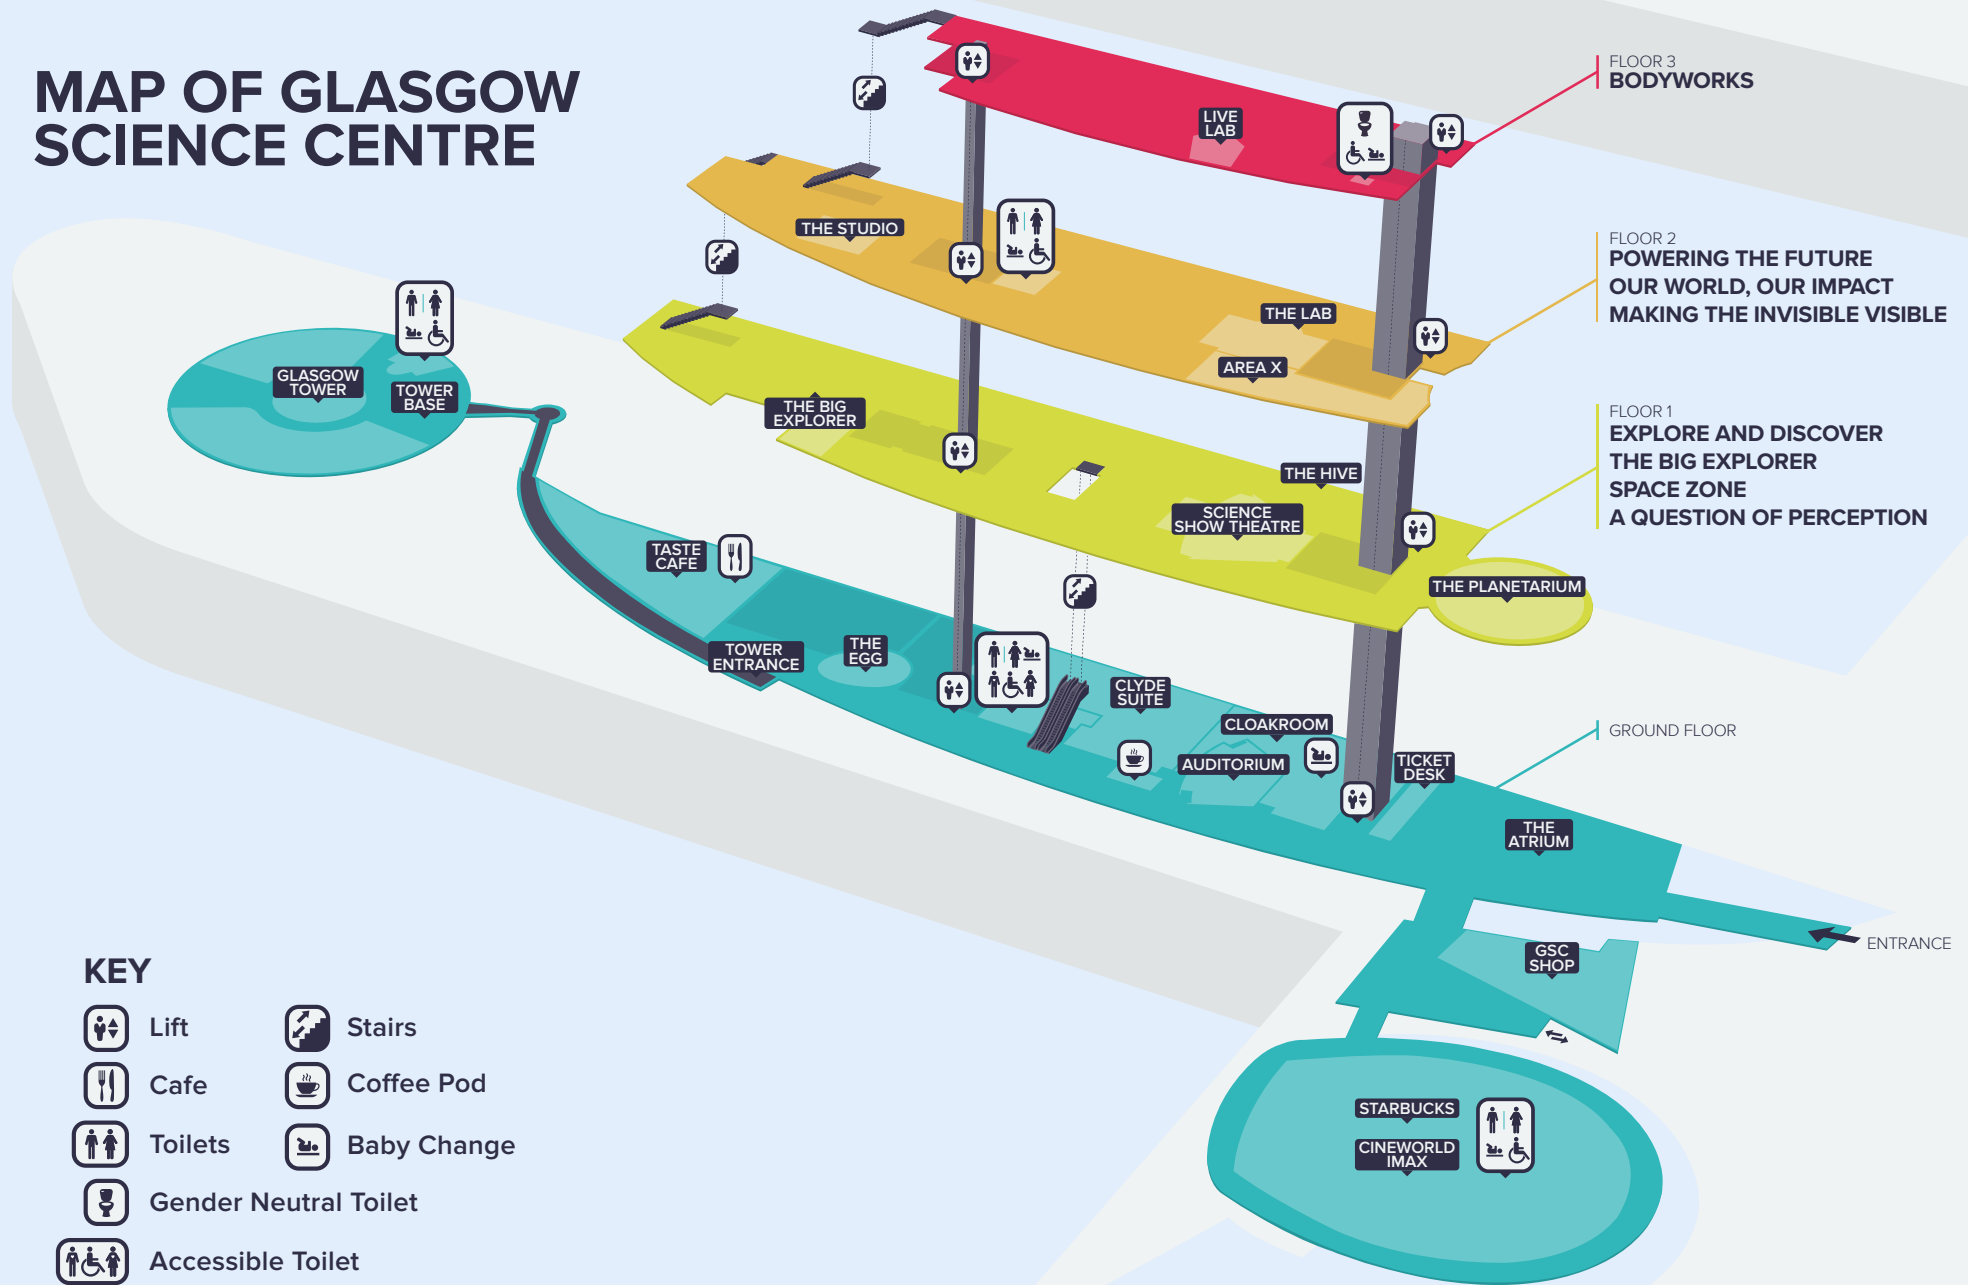 MAP OF GLASGOW
SCIENCE CENTRE
FLOOR 3
BODYWORKS
LIVE
LAB
FLOOR 2
POWERING THE FUTURE
OUR WORLD, OUR IMPACT
MAKING THE INVISIBLE VISIBLE
THE STUDIO
THE LAB
AREA X
FLOOR 1
EXPLORE AND DISCOVER
THE BIG EXPLORER
SPACE ZONE
A QUESTION OF PERCEPTION
THE BIG
EXPLORER
THE HIVE
SCIENCE
SHOW THEATRE
THE PLANETARIUM
GLASGOW
TOWER
TOWER
BASE
TASTE
CAFE
TOWER
ENTRANCE
THE
EGG
CLYDE
SUITE
CLOAKROOM
AUDITORIUM
TICKET
DESK
GROUND FLOOR
THE
ATRIUM
ENTRANCE
GSC
SHOP
STARBUCKS
CINEWORLD
IMAX
KEY
Lift
Stairs
Cafe
Coffee Pod
Toilets
Baby Change
Gender Neutral Toilet
Accessible Toilet